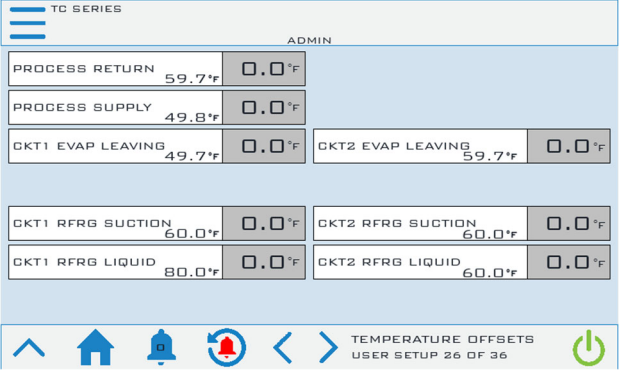 TC SERIES
ADMIN
PROCESS RETURN 59.7°F 0.0°F
PROCESS SUPPLY 49.8°F 0.0°F
CKT1 EVAP LEAVING 49.7°F 0.0°F CKT2 EVAP LEAVING 59.7°F 0.0°F
CKT1 RFRG SUCTION 60.0°F 0.0°F CKT2 RFRG SUCTION 60.0°F 0.0°F
CKT1 RFRG LIQUID 80.0°F 0.0°F CKT2 RFRG LIQUID 60.0°F 0.0°F
0
TEMPERATURE OFFSETS
USER SETUP 26 OF 36